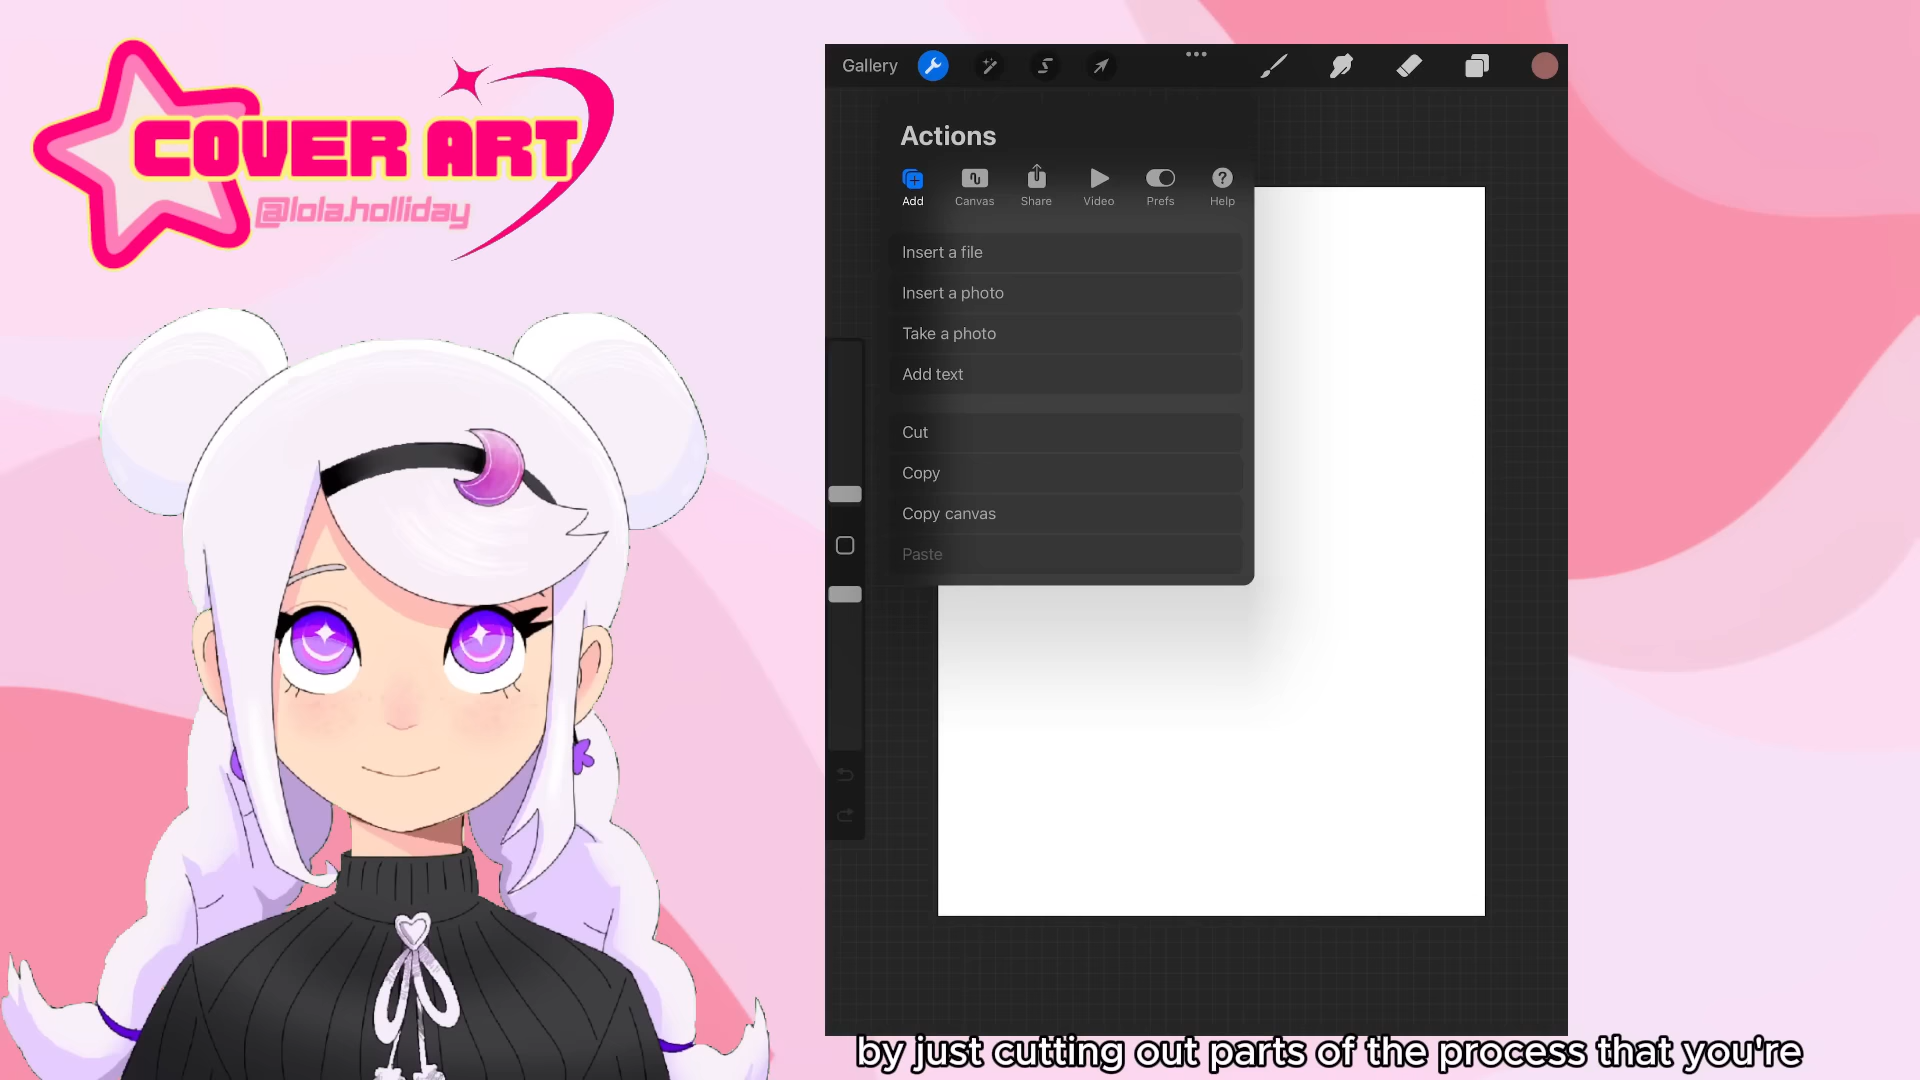 COVER ART
@lola.holliday
Gallery
Actions
Add Canvas Share Video Prefs Help
Insert a file
Insert a photo
Take a photo
Add text
Cut
Copy
Copy canvas
Paste
by just cutting out parts of the process that you're